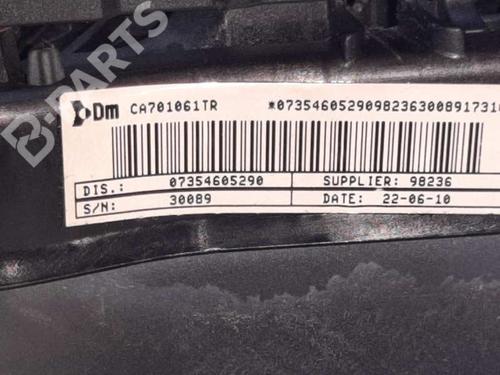 B-PARTS
Dm CA701061TR *07354605290982363008917310
DIS.: 07354605290 SUPPLIER: 98236
S/N: 30089 DATE: 22-06-10